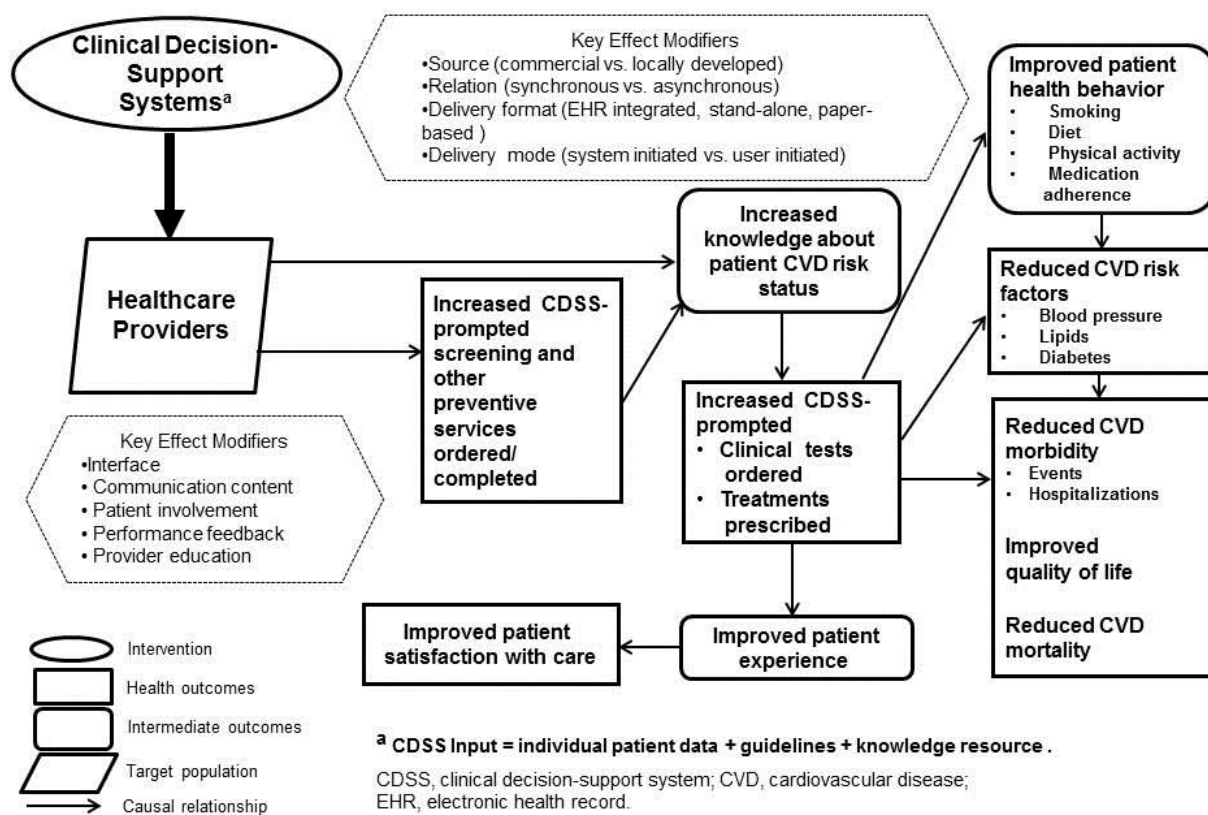 Clinical Decision-
Support
Systemsᵃ
Key Effect Modifiers
•Source (commercial vs. locally developed)
•Relation (synchronous vs. asynchronous)
•Delivery format (EHR integrated, stand-alone, paper-
based )
•Delivery mode (system initiated vs. user initiated)
Improved patient
health behavior
• Smoking
• Diet
• Physical activity
• Medication
adherence
Healthcare
Providers
Increased
knowledge about
patient CVD risk
status
Increased CDSS-
prompted
screening and
other
preventive
services
ordered/
completed
Reduced CVD risk
factors
• Blood pressure
• Lipids
• Diabetes
Increased CDSS-
prompted
• Clinical tests
ordered
• Treatments
prescribed
Reduced CVD
morbidity
• Events
• Hospitalizations
Improved
quality of life
Reduced CVD
mortality
Key Effect Modifiers
•Interface
• Communication content
• Patient involvement
• Performance feedback
• Provider education
Improved patient
satisfaction with care
Improved patient
experience
Intervention
Health outcomes
Intermediate outcomes
Target population
Causal relationship
ᵃ CDSS Input = individual patient data + guidelines + knowledge resource .
CDSS, clinical decision-support system; CVD, cardiovascular disease;
EHR, electronic health record.